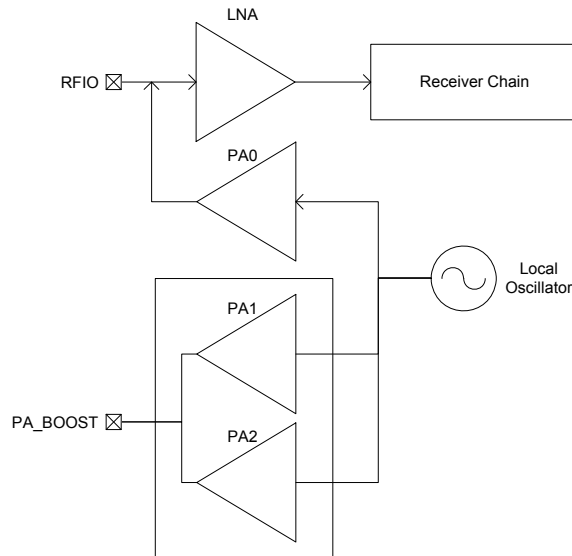 LNA
RFIO
Receiver Chain
PA0
Local
Oscillator
PA1
PA_BOOST
PA2